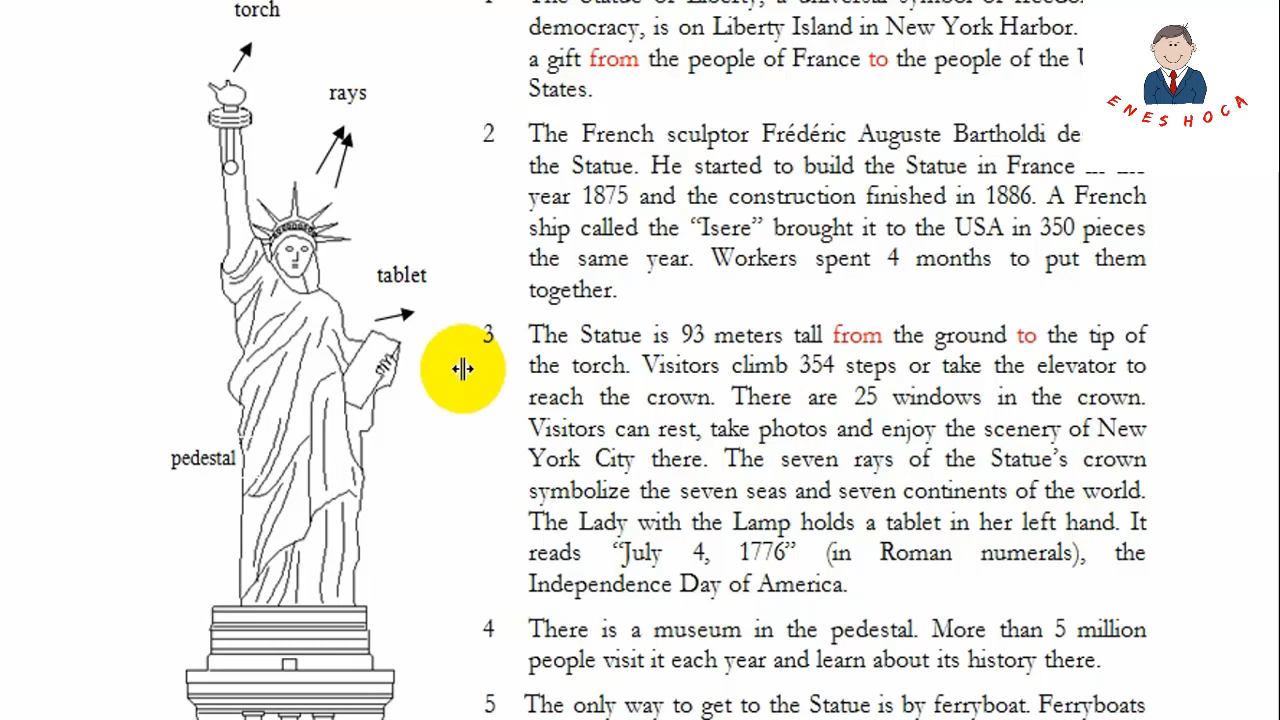 torch
rays
tablet
pedestal
1 The Statue of Liberty, a universal symbol of
democracy, is on Liberty Island in New York Harbor.
a gift from the people of France to the people of the
States.
2 The French sculptor Frédéric Auguste Bartholdi
the Statue. He started to build the Statue in France
year 1875 and the construction finished in 1886. A French
ship called the “Isere” brought it to the USA in 350 pieces
the same year. Workers spent 4 months to put them
together.
3 The Statue is 93 meters tall from the ground to the tip of
the torch. Visitors climb 354 steps or take the elevator to
reach the crown. There are 25 windows in the crown.
Visitors can rest, take photos and enjoy the scenery of New
York City there. The seven rays of the Statue’s crown
symbolize the seven seas and seven continents of the world.
The Lady with the Lamp holds a tablet in her left hand. It
reads “July 4, 1776” (in Roman numerals), the
Independence Day of America.
4 There is a museum in the pedestal. More than 5 million
people visit it each year and learn about its history there.
5 The only way to get to the Statue is by ferryboat. Ferryboats
ENES HOCA